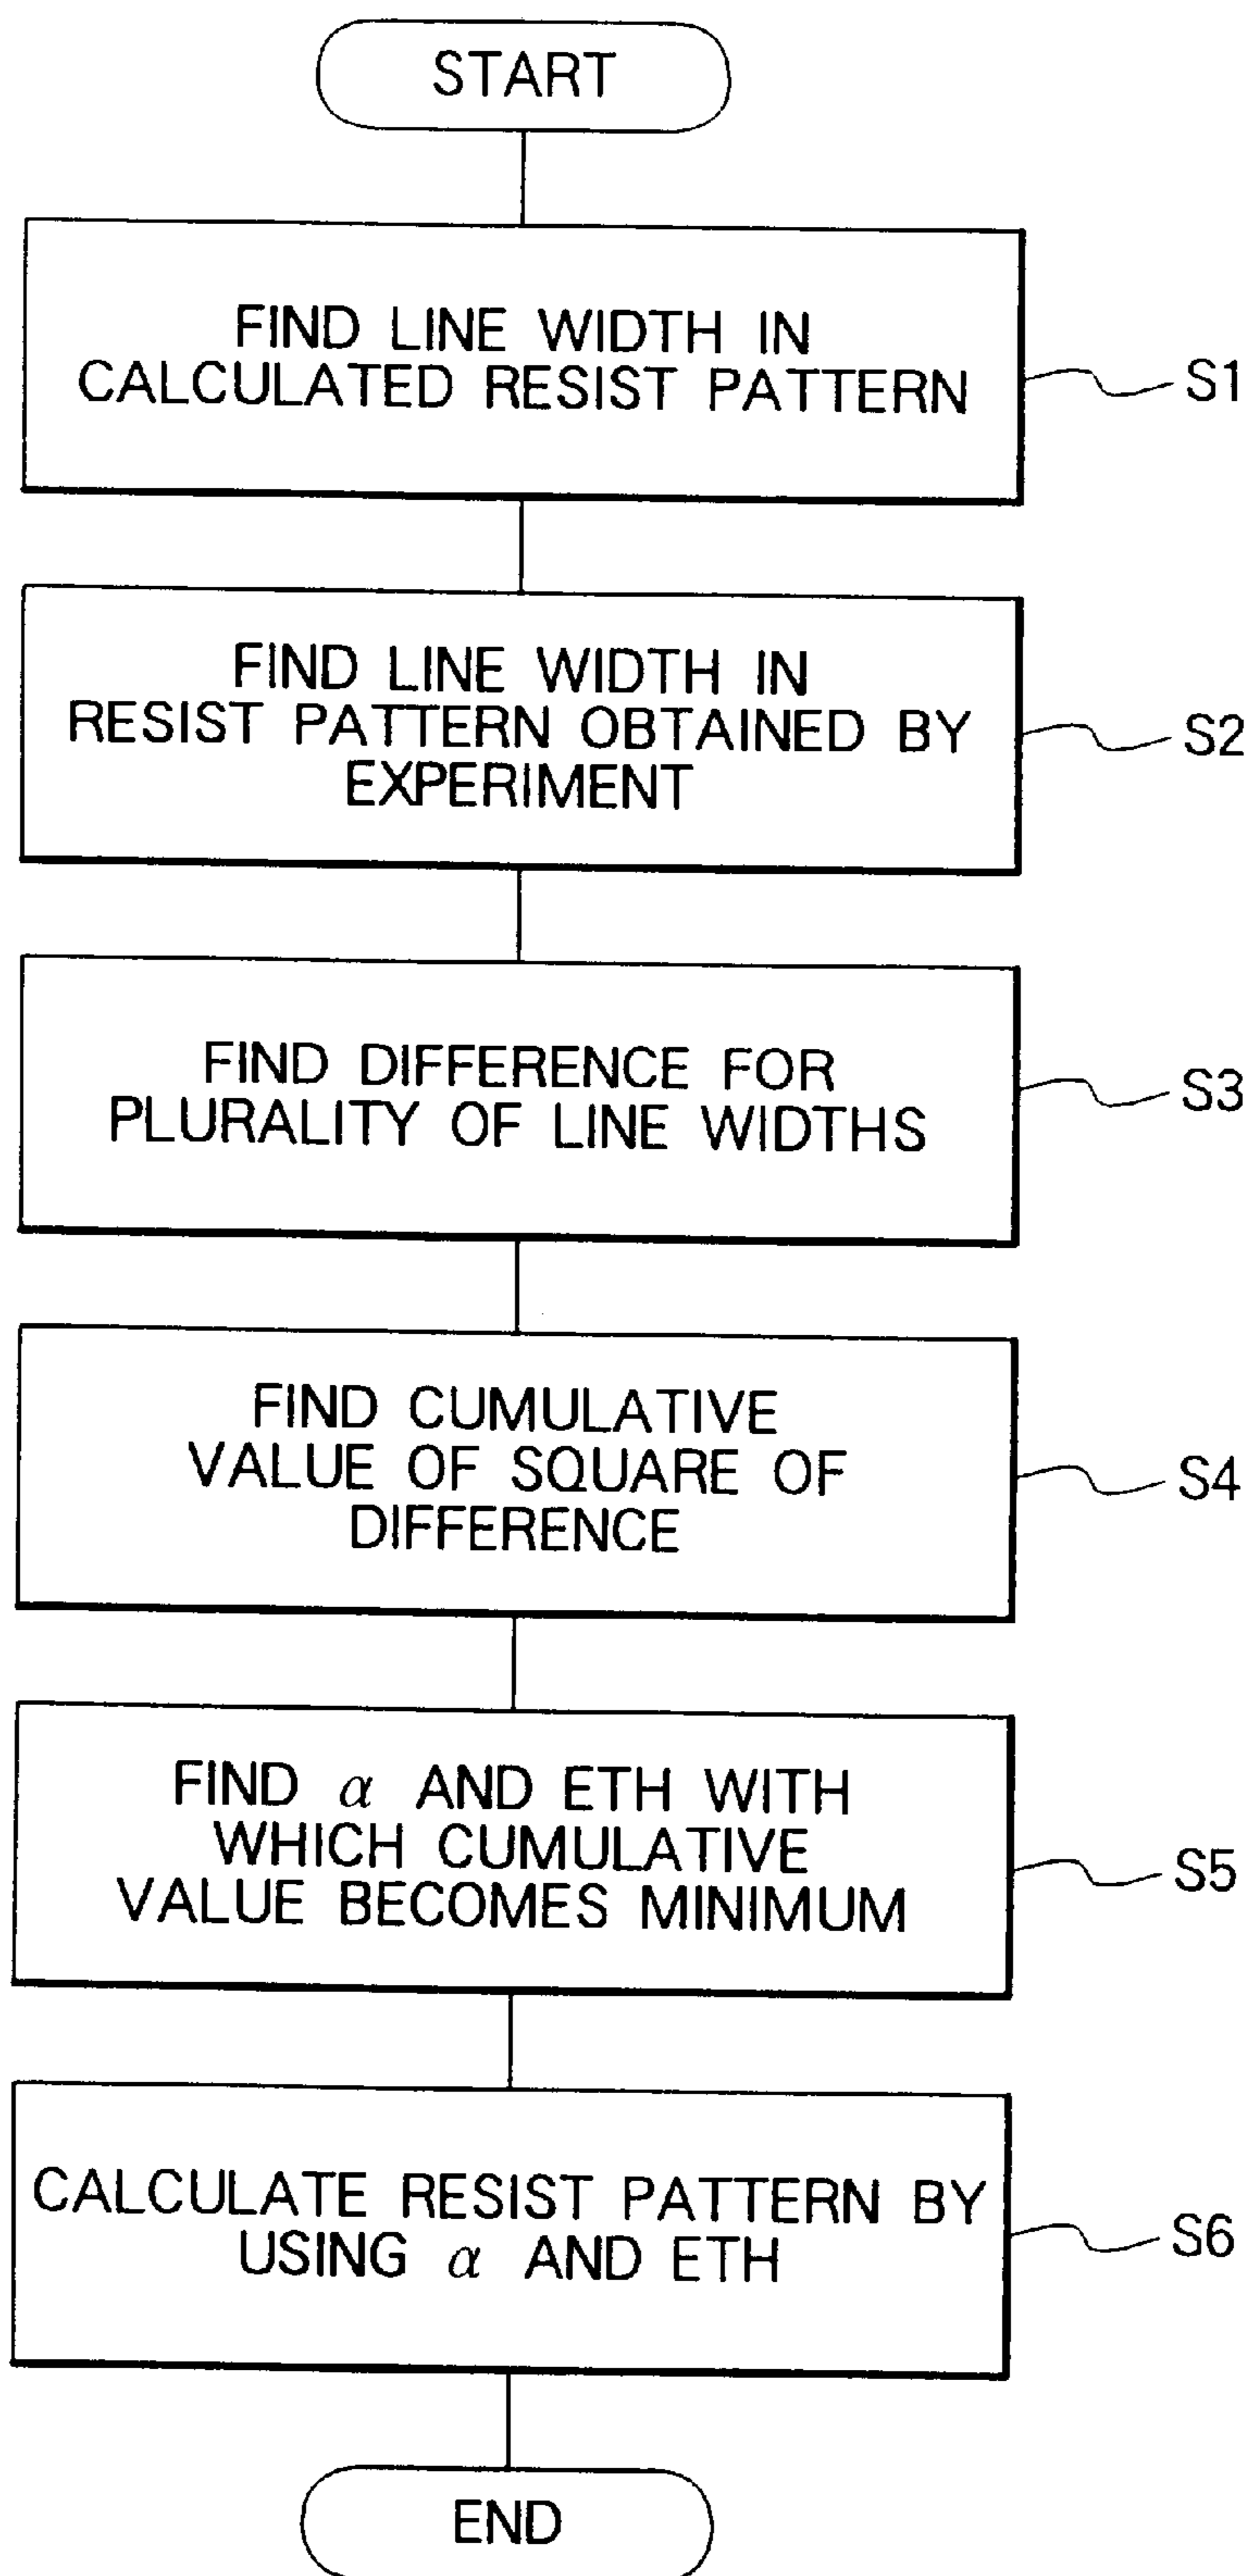 START
FIND LINE WIDTH IN
CALCULATED RESIST PATTERN
S1
FIND LINE WIDTH IN
RESIST PATTERN OBTAINED BY
EXPERIMENT
S2
FIND DIFFERENCE FOR
PLURALITY OF LINE WIDTHS
S3
FIND CUMULATIVE
VALUE OF SQUARE OF
DIFFERENCE
S4
FIND α AND ETH WITH
WHICH CUMULATIVE
VALUE BECOMES MINIMUM
S5
CALCULATE RESIST PATTERN BY
USING α AND ETH
S6
END